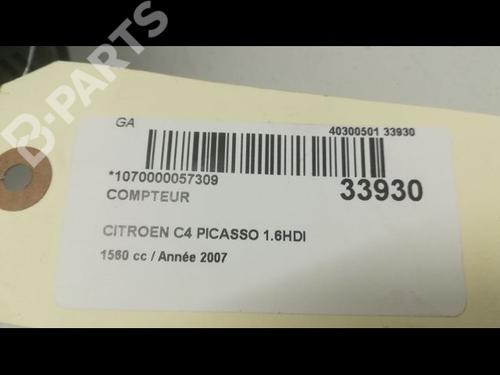 B-PARTS
GA
40300501 33930
*1070000057309
33930
COMPTEUR
CITROEN C4 PICASSO 1.6HDI
1560 cc / Année 2007